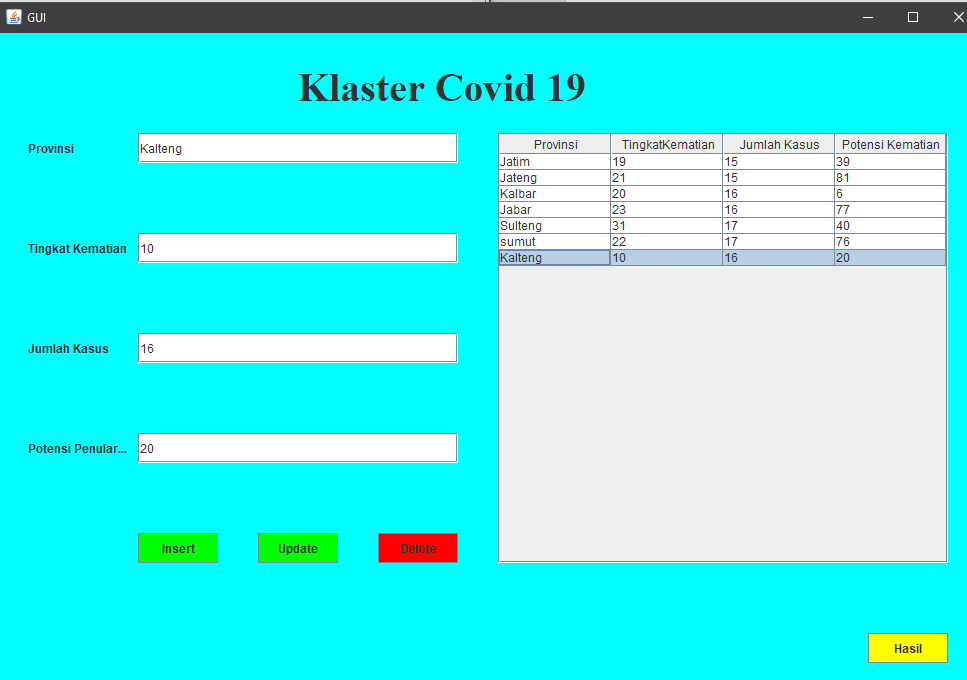 GUI
Klaster Covid 19
Provinsi Kalteng
Tingkat Kematian 10
Jumlah Kasus 16
Potensi Penular... 20
Insert Update Delete
Provinsi TingkatKematian Jumlah Kasus Potensi Kematian
Jatim 19 15 39
Jateng 21 15 81
Kalbar 20 16 6
Jabar 23 16 77
Sulteng 31 17 40
sumut 22 17 76
Kalteng 10 16 20
Hasil